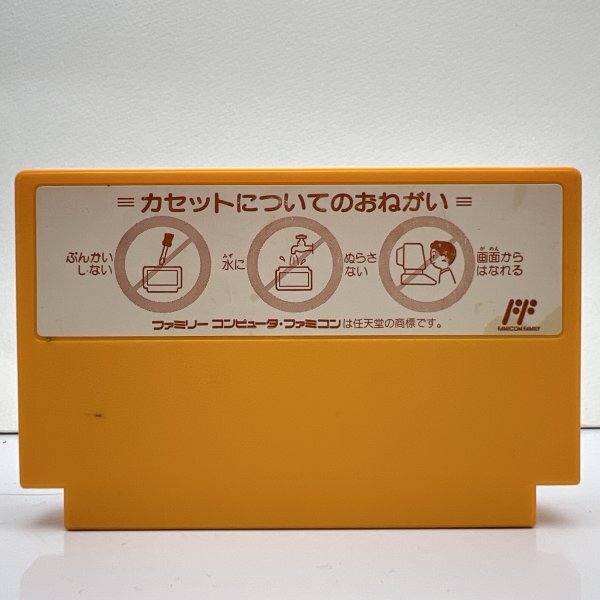 カセットについてのおねがい
ぶんかい
しない
みず
水に
ぬらさ
ない
がめん
画面から
はなれる
ファミリー コンピュータ・ファミコンは任天堂の商標です。
FAMICOM FAMILY